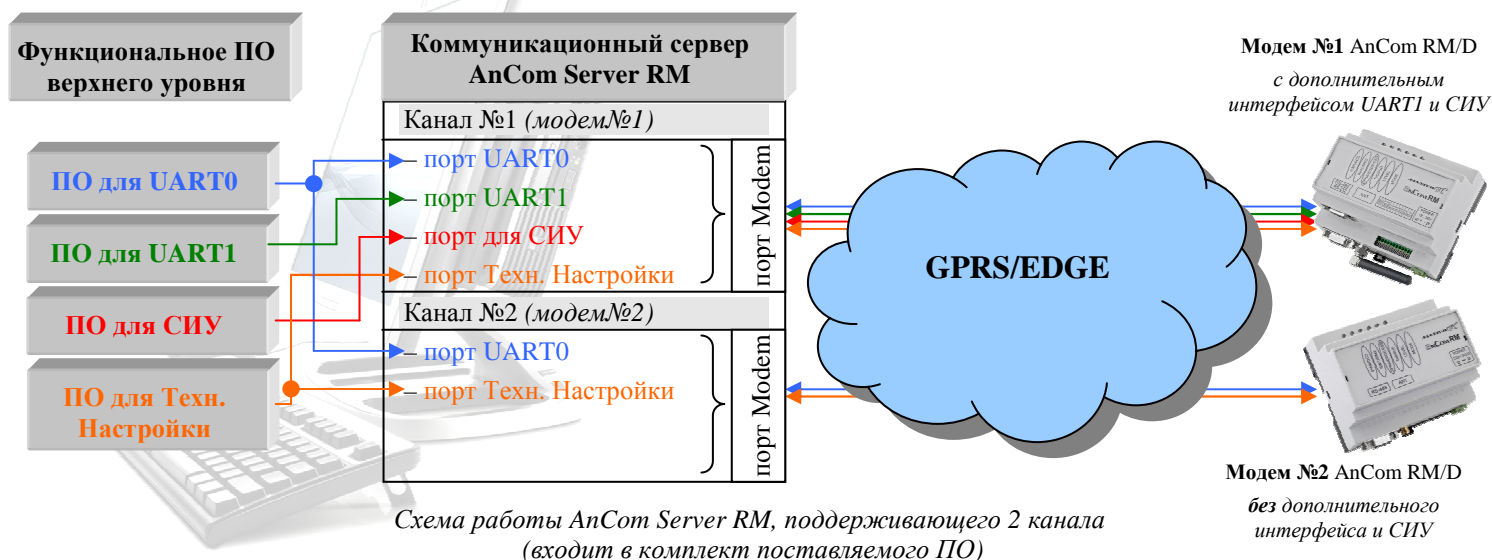 Функциональное ПО
верхнего уровня
ПО для UART0
ПО для UART1
ПО для СИУ
ПО для Техн.
Настройки
Коммуникационный сервер
AnCom Server RM
Канал №1 (модем№1)
порт UART0
порт UART1
порт для СИУ
порт Техн. Настройки
порт Modem
Канал №2 (модем№2)
порт UART0
порт Техн. Настройки
порт Modem
GPRS/EDGE
Модем №1 AnCom RM/D
с дополнительным
интерфейсом UART1 и СИУ
AnCom RM
AnCom RM
Модем №2 AnCom RM/D
без дополнительного
интерфейса и СИУ
Схема работы AnCom Server RM, поддерживающего 2 канала
(входит в комплект поставляемого ПО)